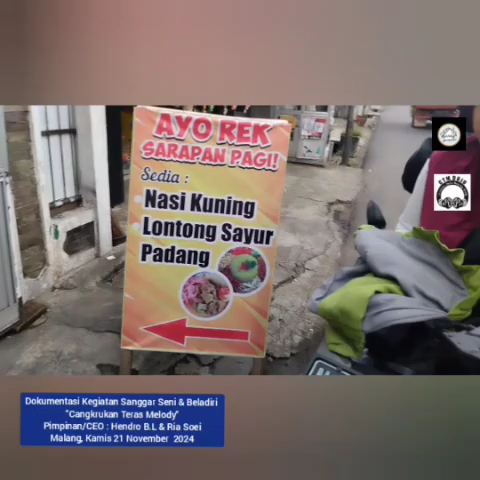 AYO REK
SARAPAN PAGI!
Sedia :
Nasi Kuning
Lontong Sayur
Padang
Dokumentasi Kegiatan Sanggar Seni & Beladiri
"Cangkrukan Teras Melody"
Pimpinan/CEO : Hendro B.L & Ria Soei
Malang, Kamis 21 November 2024